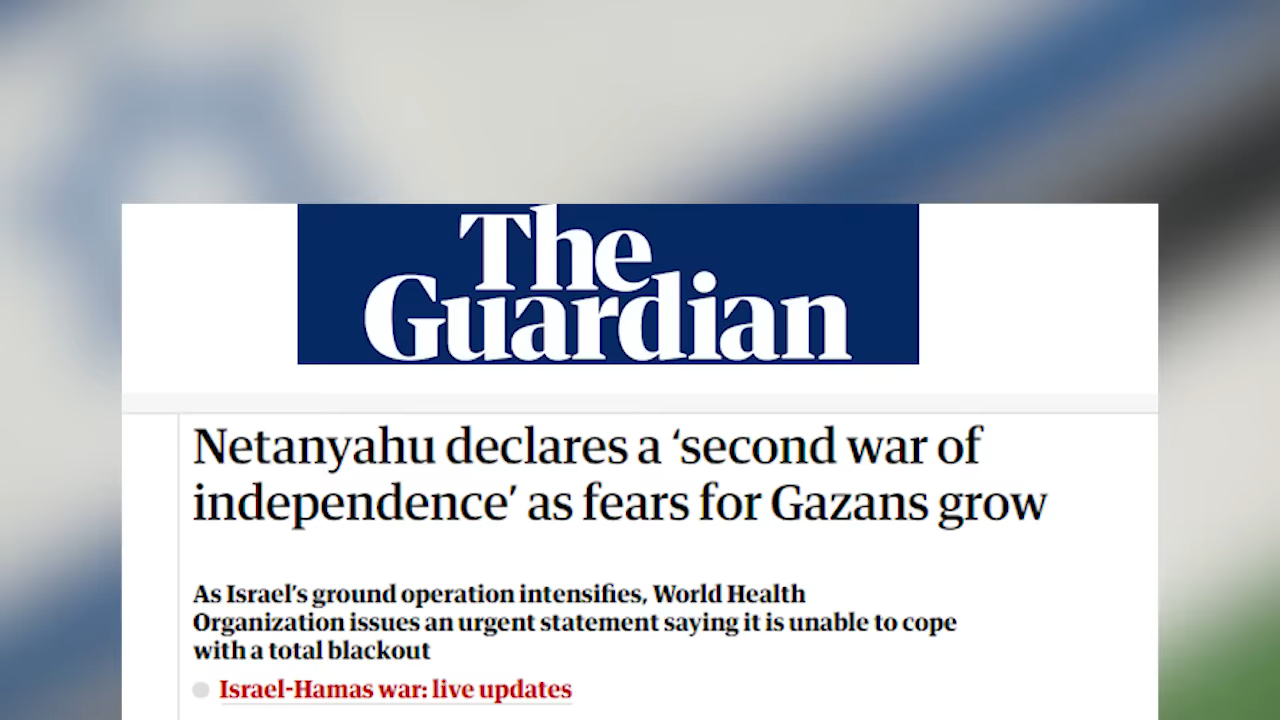 The
Guardian
Netanyahu declares a ‘second war of
independence’ as fears for Gazans grow
As Israel’s ground operation intensifies, World Health
Organization issues an urgent statement saying it is unable to cope
with a total blackout
Israel-Hamas war: live updates